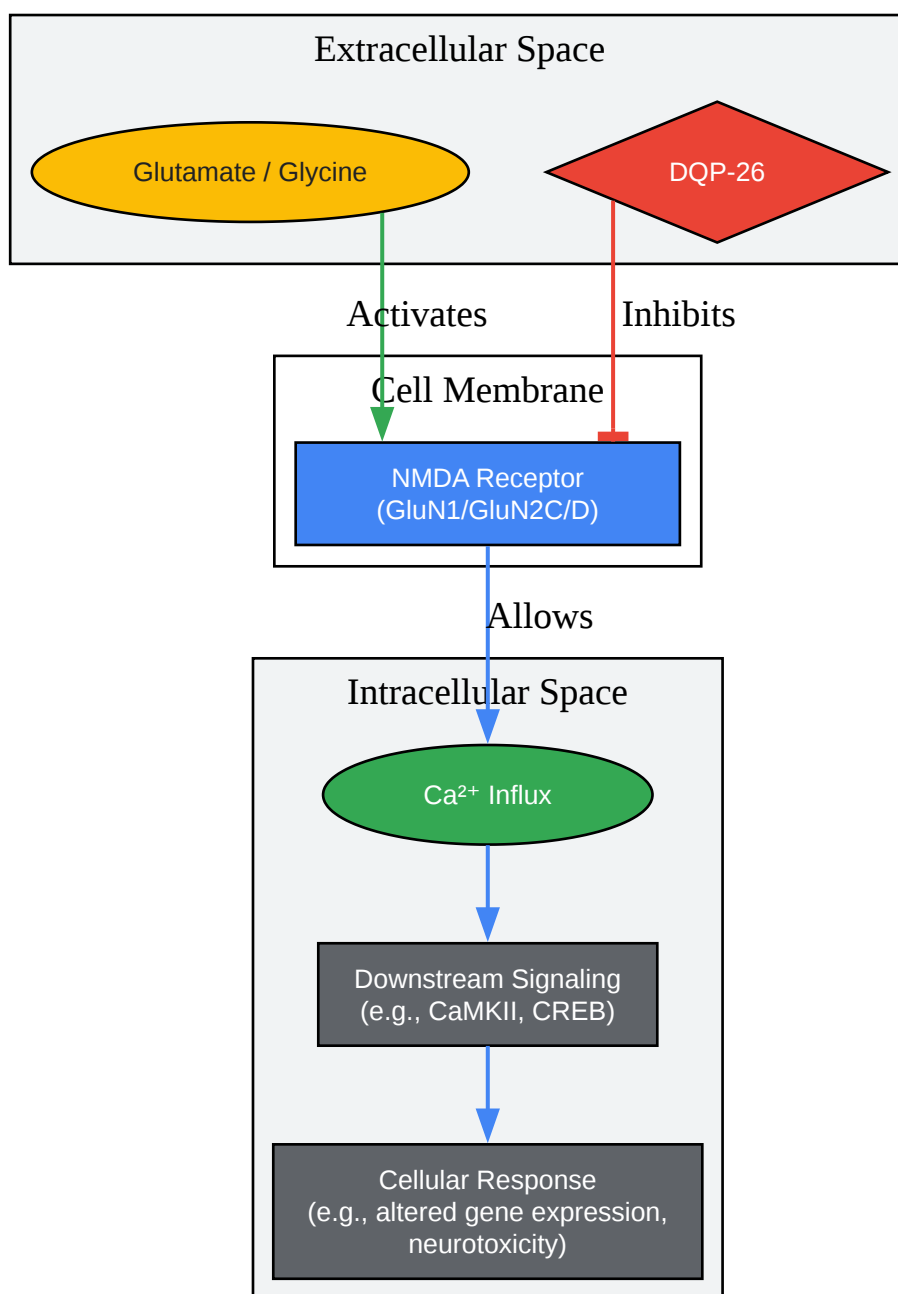 Extracellular Space
Glutamate / Glycine
DQP-26
Activates
Inhibits
Cell Membrane
NMDA Receptor
(GluN1/GluN2C/D)
Allows
Intracellular Space
Ca²⁺ Influx
Downstream Signaling
(e.g., CaMKII, CREB)
Cellular Response
(e.g., altered gene expression,
neurotoxicity)